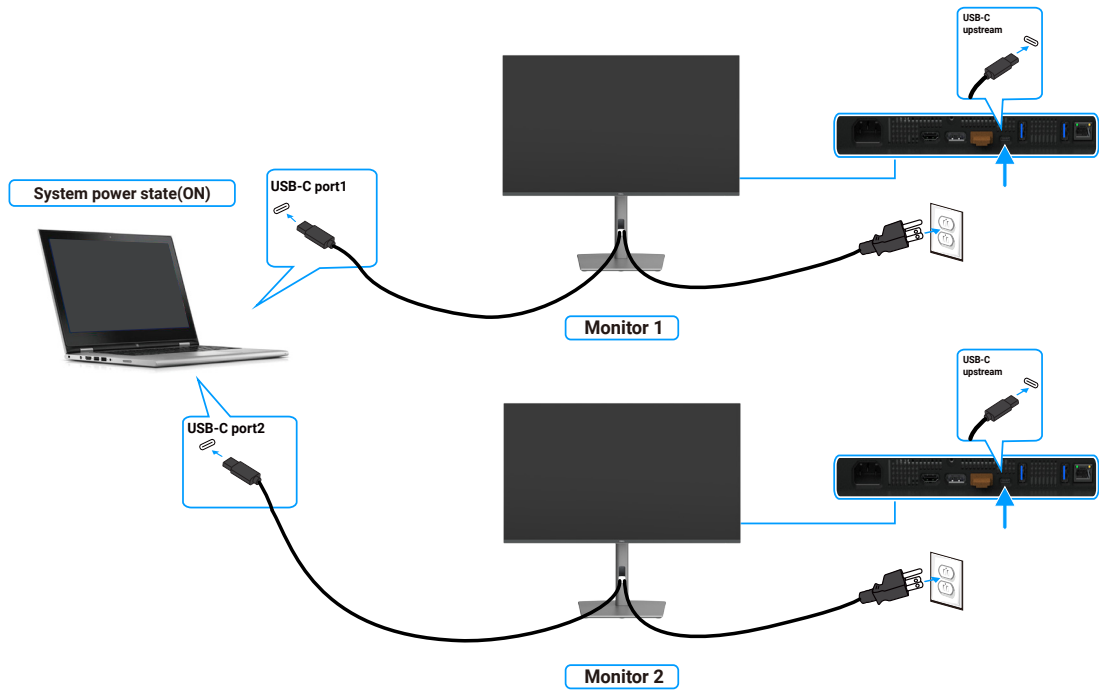 USB-C
upstream
USB-C port1
System power state(ON)
Monitor 1
USB-C
upstream
USB-C port2
Monitor 2